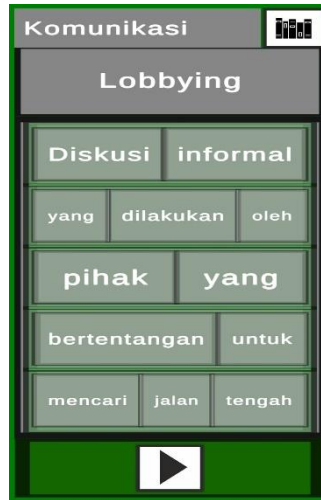 Komunikasi
Lobbying
Diskusi informal
yang dilakukan oleh
pihak yang
bertentangan untuk
mencari jalan tengah